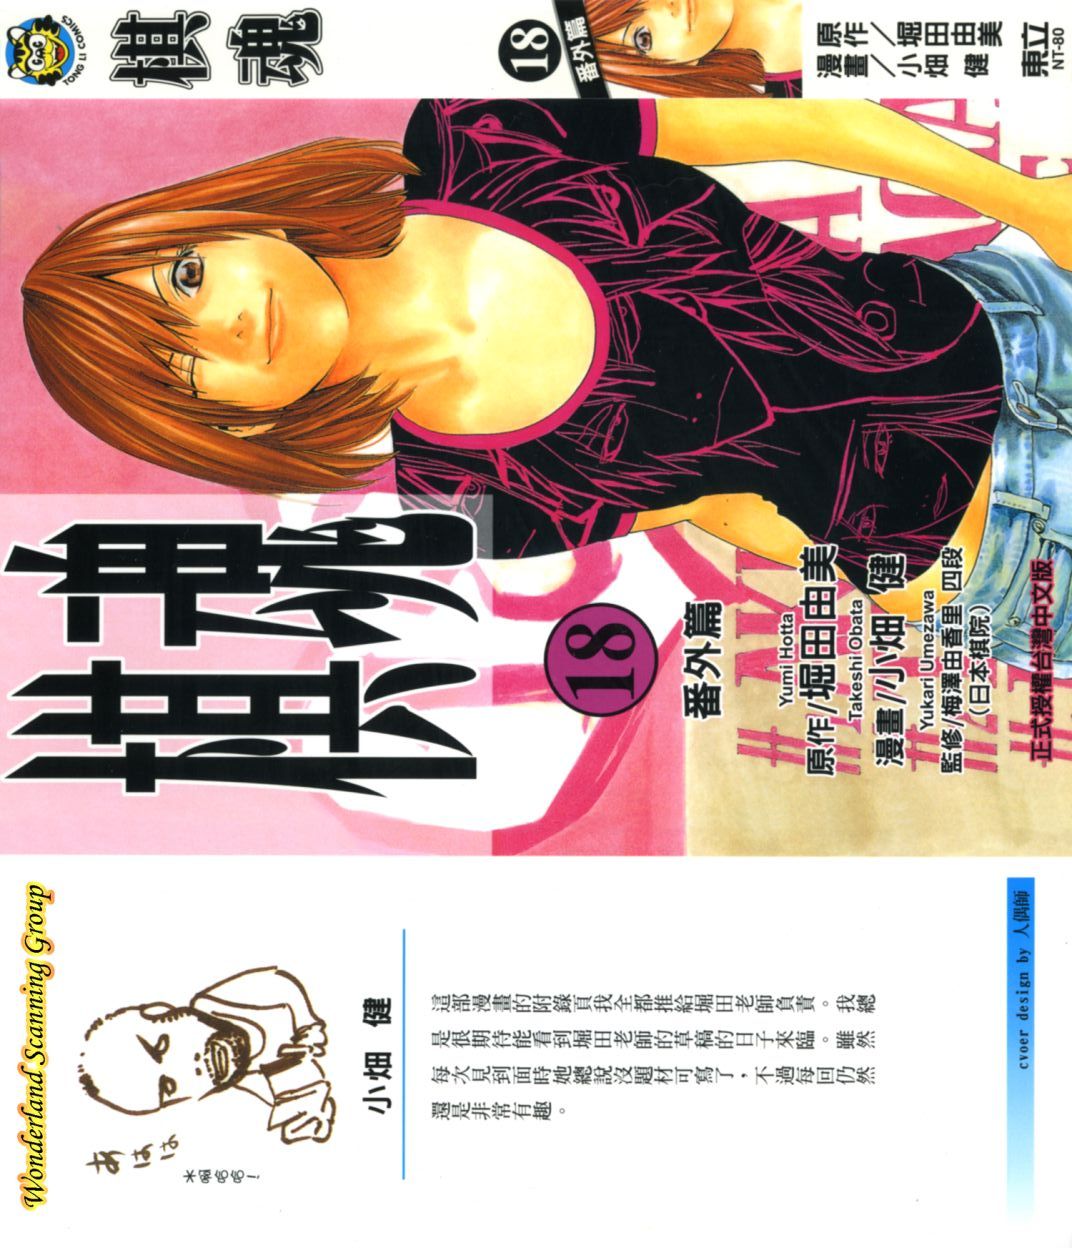 TONG LI COMICS
棋魂
18
番外篇
原作／堀田由美
漫畫／小畑 健
東立
NT-80
棋魂
18
番外篇
Yumi Hotta
原作/堀田由美
Takeshi Obata
漫畫/小畑 健
Yukari Umezawa
監修/梅澤由香里 四段
(日本棋院)
正式授權台灣中文版
Wonderland Scanning Group
あはは
*啊哈哈!
小畑 健
這部漫畫的附錄頁我全都推給堀田老師負責。我總
是很期待能看到堀田老師的草稿的日子來臨。雖然
每次見到面時她總說沒題材可寫了，不過每回仍然
還是非常有趣。
cvoer design by 人偶師